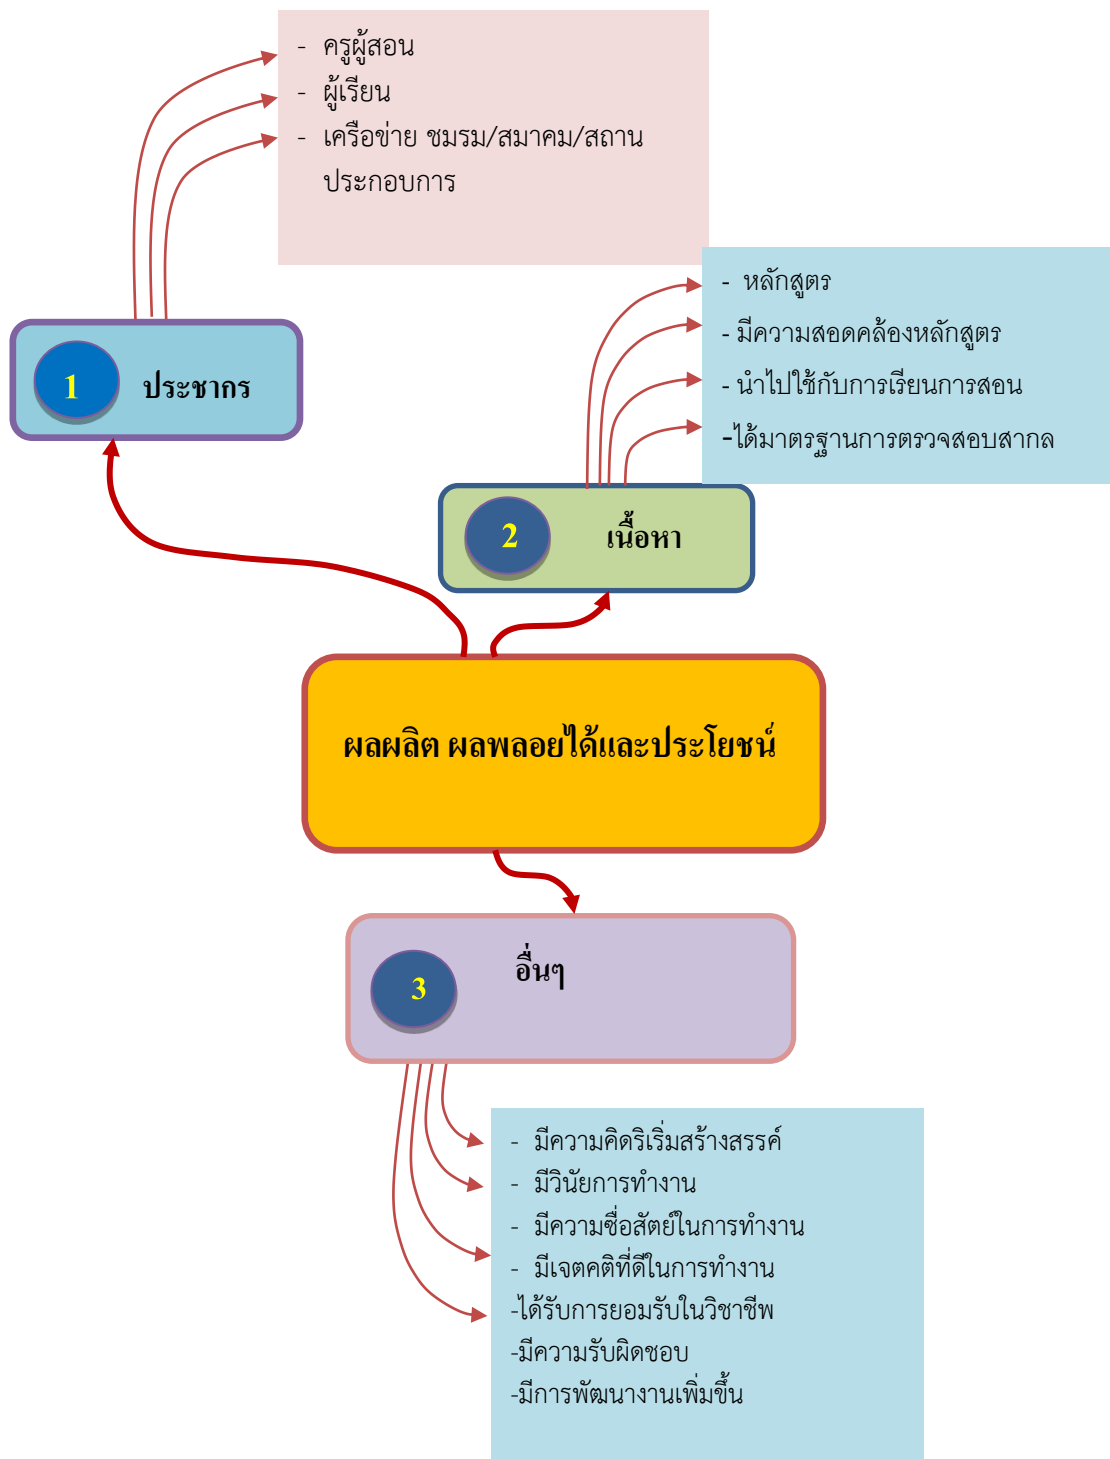 - ครูผู้สอน
- ผู้เรียน
- เครือข่าย ชมรม/สมาคม/สถาน
ประกอบการ
- หลักสูตร
- มีความสอดคล้องหลักสูตร
- นำไปใช้กับการเรียนการสอน
-ได้มาตรฐานการตรวจสอบสากล
1 ประชากร
2 เนื้อหา
ผลผลิต ผลพลอยได้และประโยชน์
3 อื่นๆ
- มีความคิดริเริ่มสร้างสรรค์
- มีวินัยการทำงาน
- มีความซื่อสัตย์ในการทำงาน
- มีเจตคติที่ดีในการทำงาน
-ได้รับการยอมรับในวิชาชีพ
-มีความรับผิดชอบ
-มีการพัฒนางานเพิ่มขึ้น